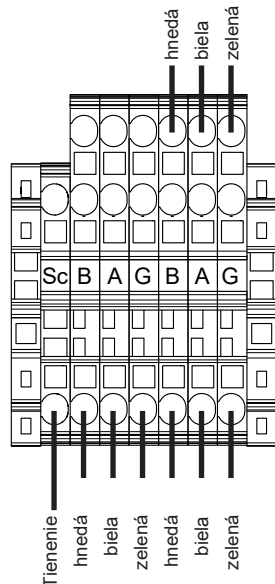 hnedá
biela
zelená
Sc B A G B A G
Tienenie
hnedá
biela
zelená
hnedá
biela
zelená